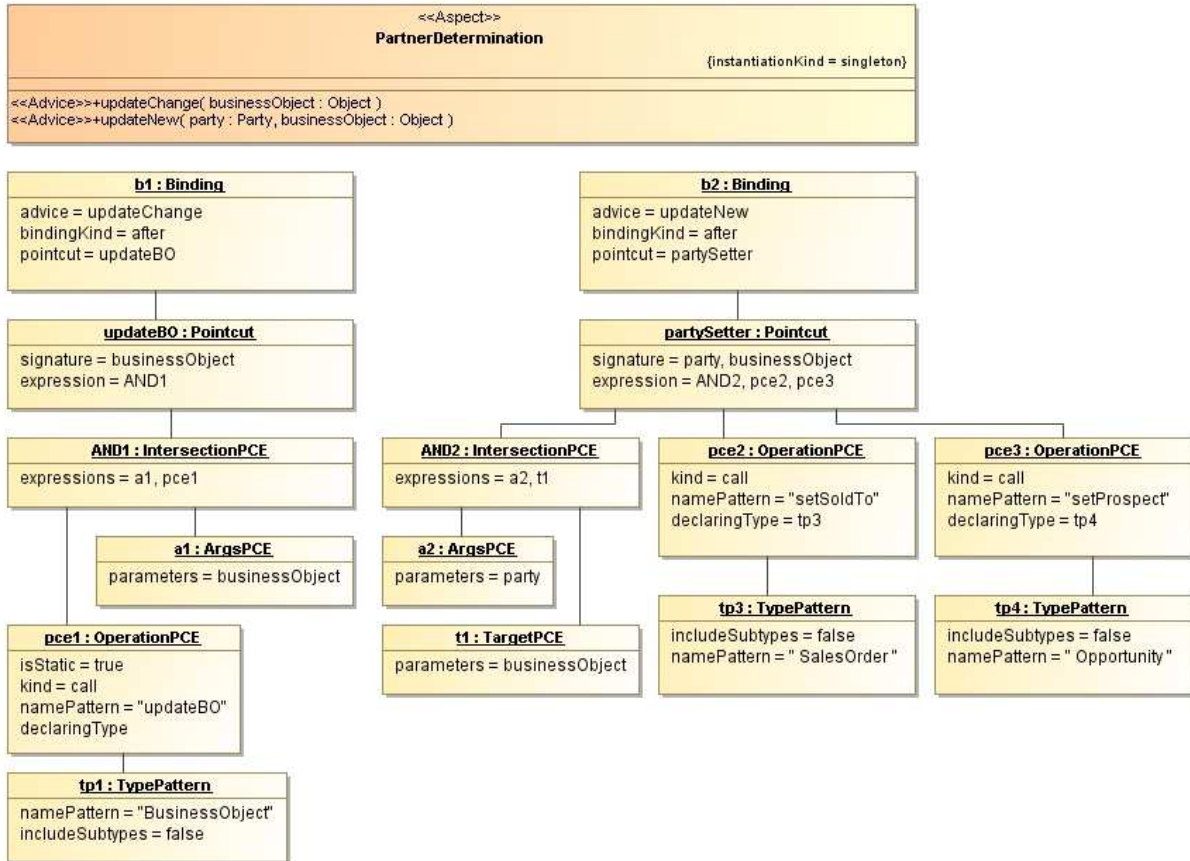 <<Aspect>>
PartnerDetermination
{instantiationKind = singleton}
<<Advice>>+updateChange( businessObject : Object )
<<Advice>>+updateNew( party : Party, businessObject : Object )
b1 : Binding
advice = updateChange
bindingKind = after
pointcut = updateBO
b2 : Binding
advice = updateNew
bindingKind = after
pointcut = partySetter
updateBO : Pointcut
signature = businessObject
expression = AND1
partySetter : Pointcut
signature = party, businessObject
expression = AND2, pce2, pce3
AND1 : IntersectionPCE
expressions = a1, pce1
AND2 : IntersectionPCE
expressions = a2, t1
pce2 : OperationPCE
kind = call
namePattern = "setSoldTo"
declaringType = tp3
pce3 : OperationPCE
kind = call
namePattern = "setProspect"
declaringType = tp4
a1 : ArgsPCE
parameters = businessObject
a2 : ArgsPCE
parameters = party
pce1 : OperationPCE
isStatic = true
kind = call
namePattern = "updateBO"
declaringType
t1 : TargetPCE
parameters = businessObject
tp3 : TypePattern
includeSubtypes = false
namePattern = " SalesOrder "
tp4 : TypePattern
includeSubtypes = false
namePattern = " Opportunity "
tp1 : TypePattern
namePattern = "BusinessObject"
includeSubtypes = false